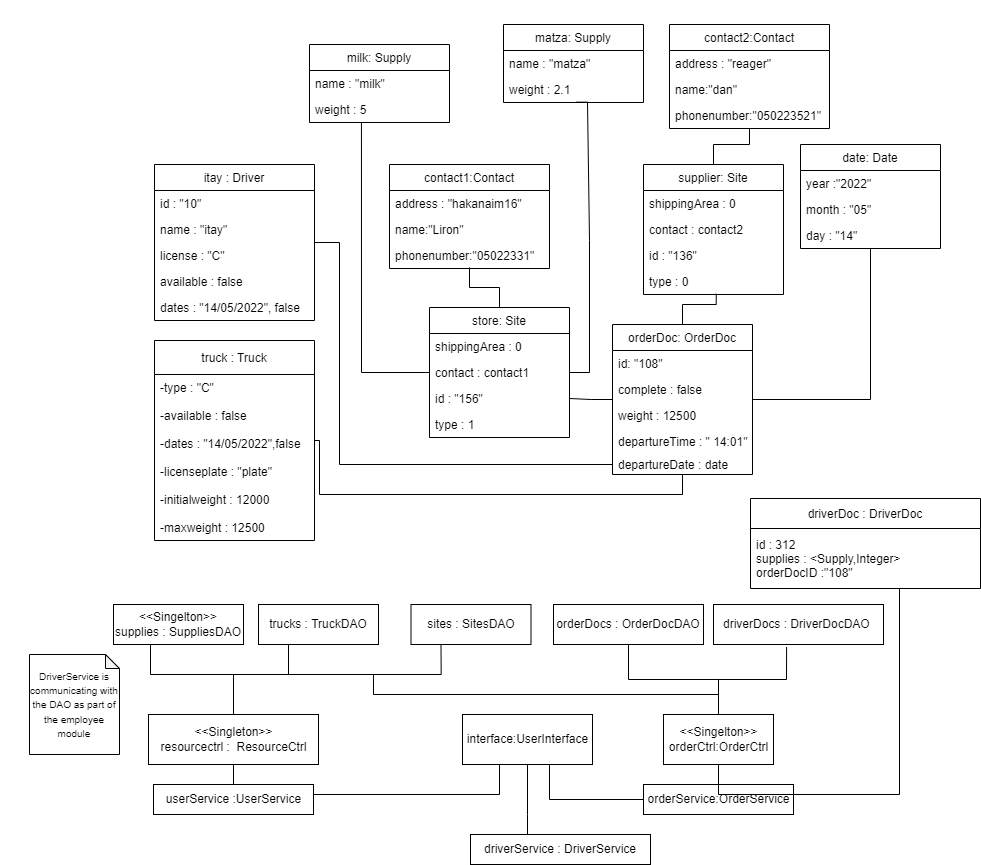 matza: Supply
name : "matza"
weight : 2.1
contact2:Contact
address : "reager"
name:"dan"
phonenumber:"050223521"
milk: Supply
name : "milk"
weight : 5
date: Date
year :"2022"
month : "05"
day : "14"
itay : Driver
id : "10"
name : "itay"
license : "C"
available : false
dates : "14/05/2022", false
contact1:Contact
address : "hakanaim16"
name:"Liron"
phonenumber:"05022331"
supplier: Site
shippingArea : 0
contact : contact2
id : "136"
type : 0
store: Site
shippingArea : 0
contact : contact1
id : "156"
type : 1
orderDoc: OrderDoc
id: "108"
complete : false
weight : 12500
departureTime : " 14:01"
departureDate : date
truck : Truck
-type : "C"
-available : false
-dates : "14/05/2022",false
-licenseplate : "plate"
-initialweight : 12000
-maxweight : 12500
driverDoc : DriverDoc
id : 312
supplies : <Supply,Integer>
orderDocID :"108"
<<Singelton>>
supplies : SuppliesDAO
trucks : TruckDAO
sites : SitesDAO
orderDocs : OrderDocDAO
driverDocs : DriverDocDAO
DriverService is
communicating with
the DAO as part of
the employee
module
<<Singleton>>
resourcectrl : ResourceCtrl
interface:UserInterface
<<Singelton>>
orderCtrl:OrderCtrl
userService :UserService
orderService:OrderService
driverService : DriverService